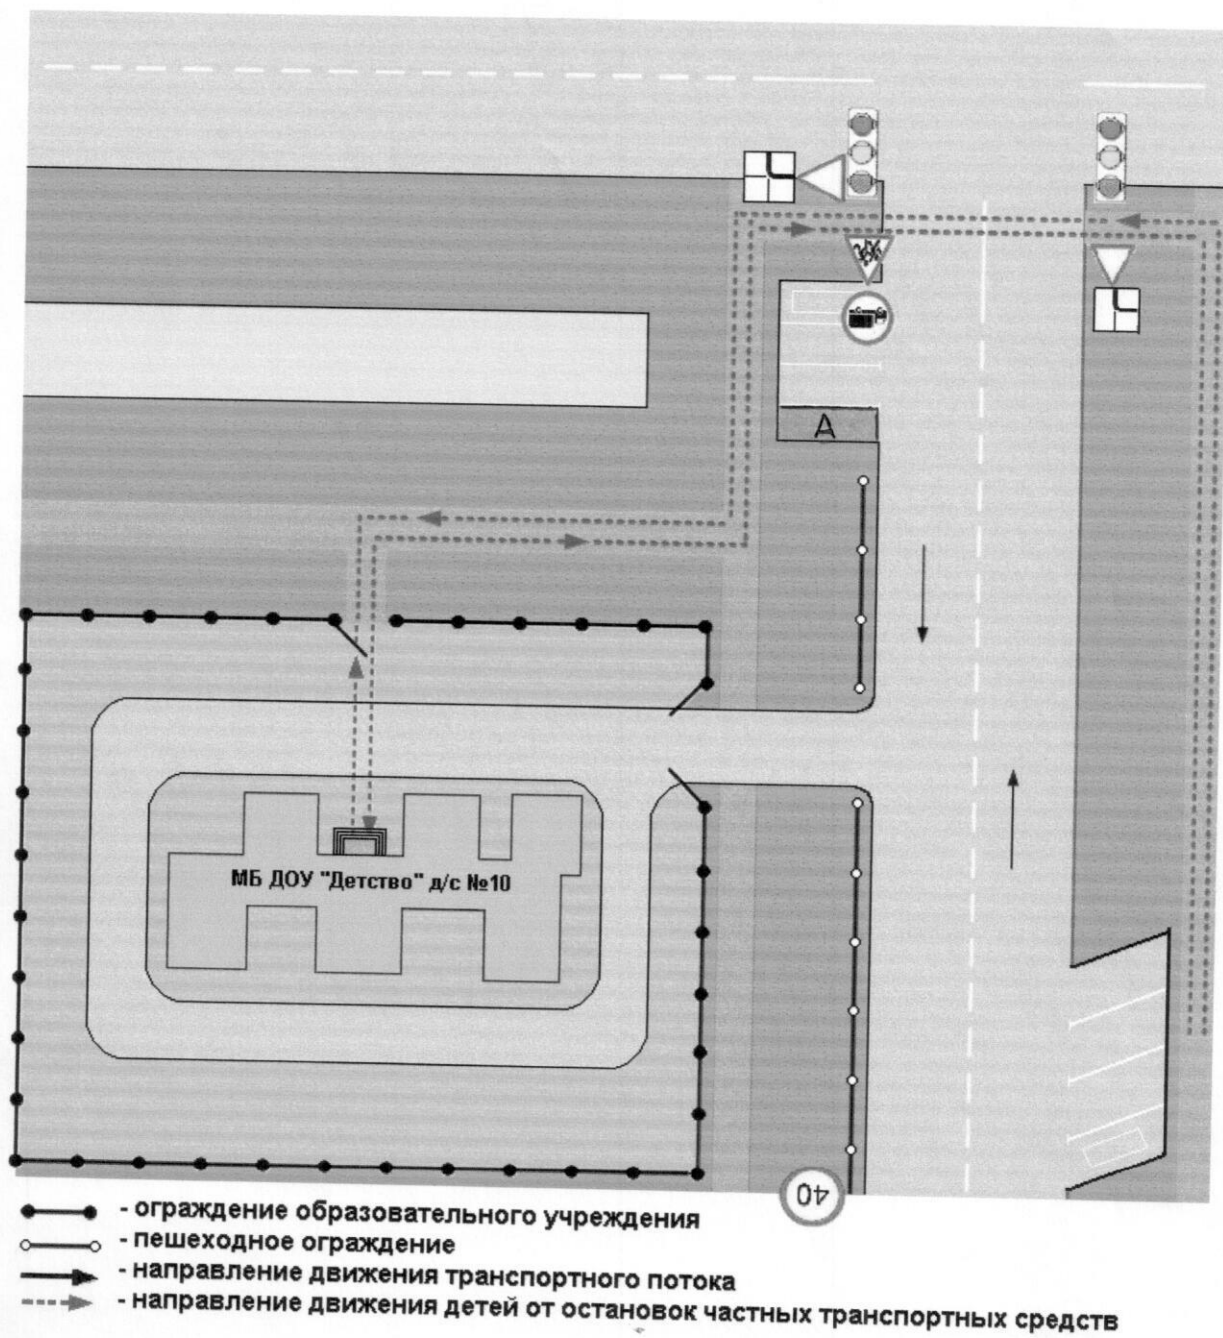 А
МБ ДОУ "Детство" д/с №10
40
- ограждение образовательного учреждения
- пешеходное ограждение
- направление движения транспортного потока
- направление движения детей от остановок частных транспортных средств